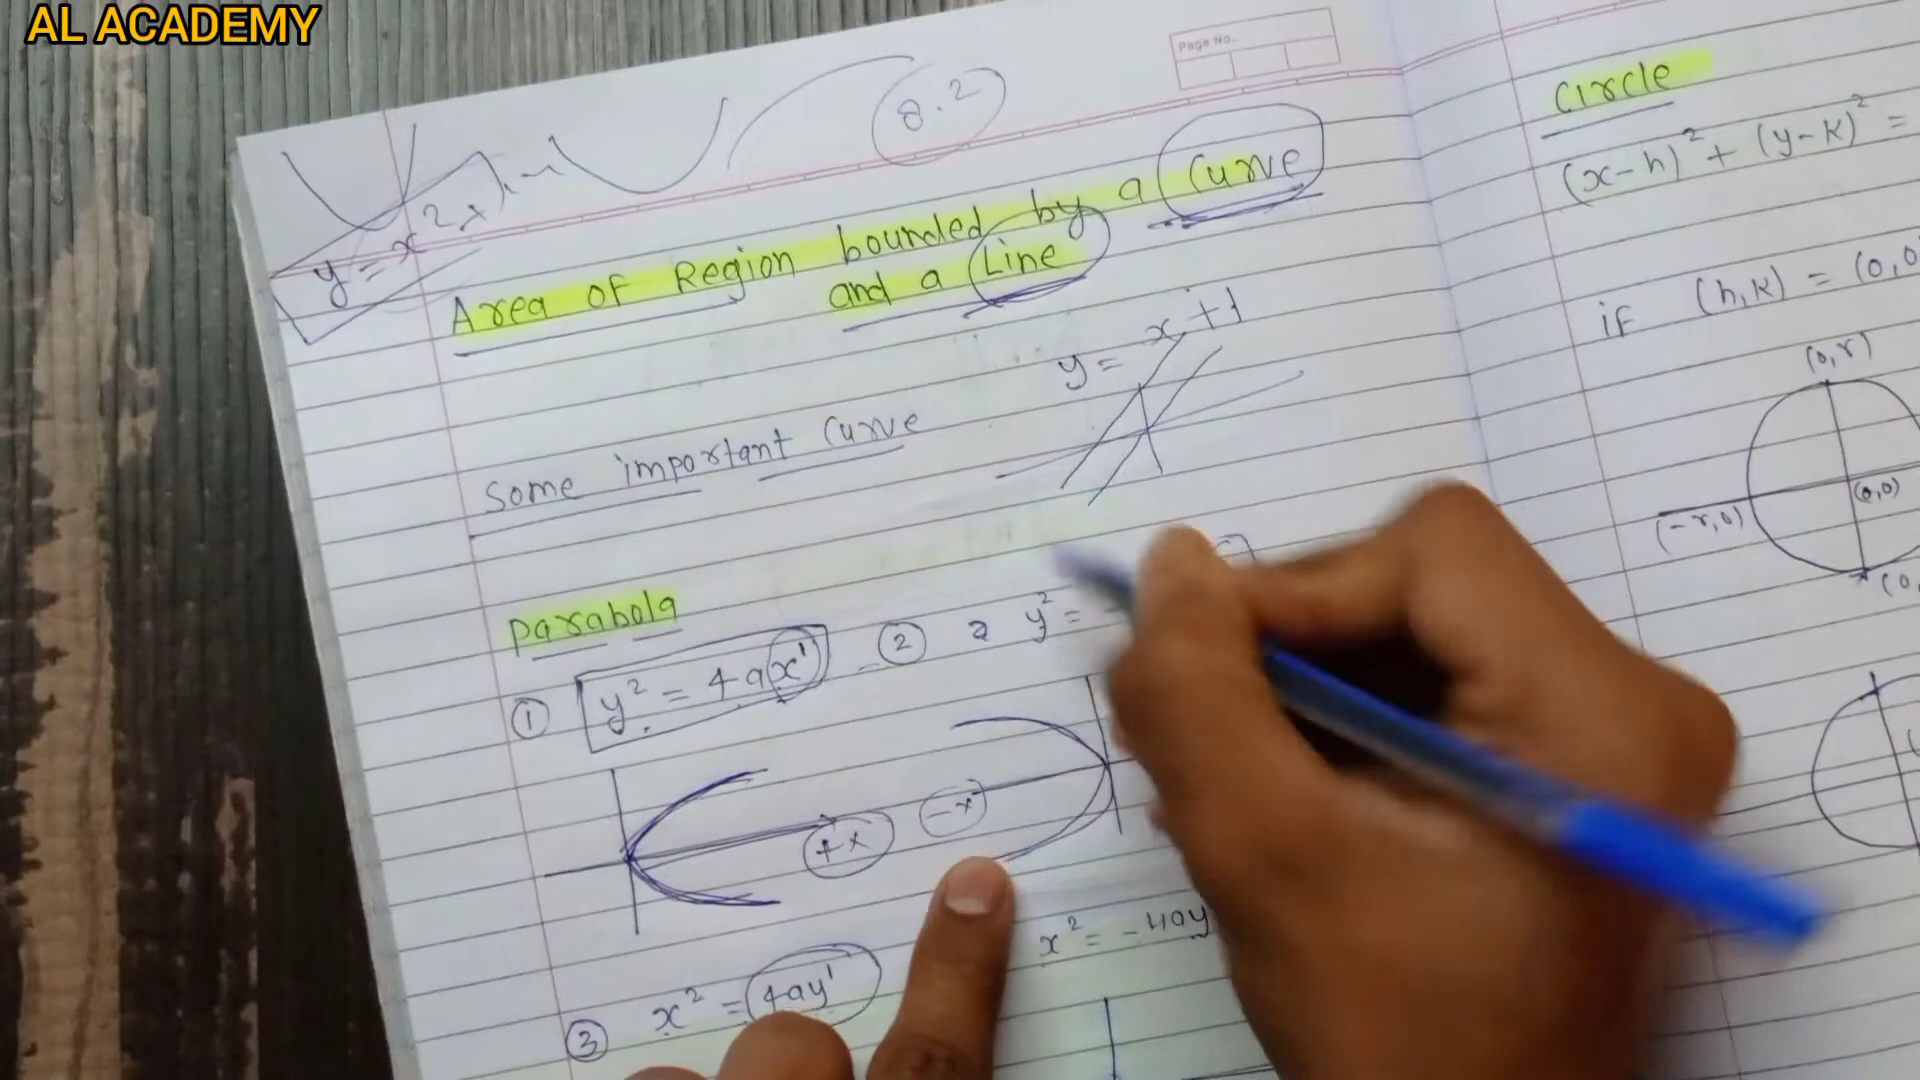 AL ACADEMY
8.2
Page No.
y = x²
Area of Region bounded by a Curve
and a Line
y = x + 1
Some important Curve
Parabola
① y² = 4ax
② y² =
+x
-x
③ x² = 4ay
x² = -4ay
Circle
(x-h)² + (y-k)² =
if (h,k) = (0,0
(0,r)
(0,0)
(-r,0)
(0,